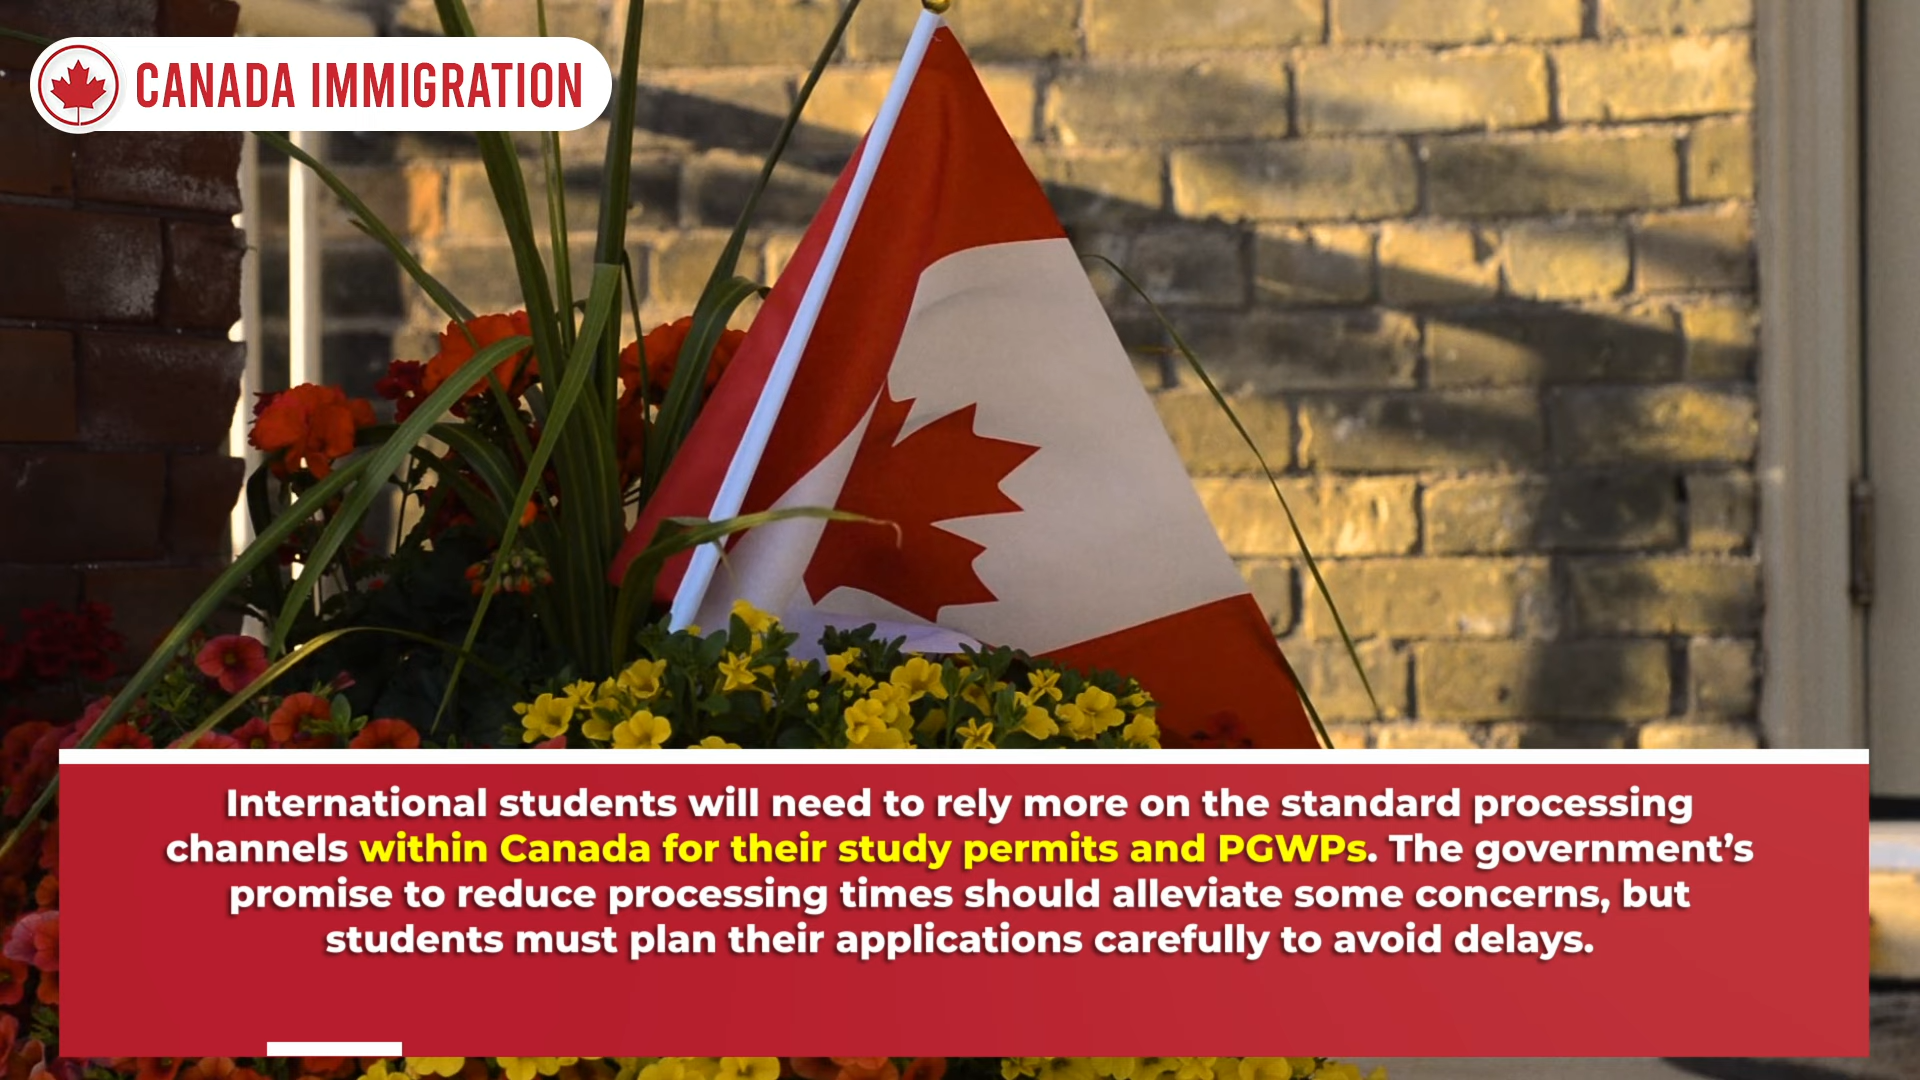 CANADA IMMIGRATION
International students will need to rely more on the standard processing
channels within Canada for their study permits and PGWPs. The government’s
promise to reduce processing times should alleviate some concerns, but
students must plan their applications carefully to avoid delays.